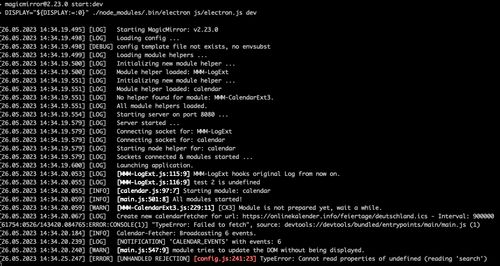 > magicmirror@2.23.0 start:dev
> DISPLAY="${DISPLAY:=:0}" ./node_modules/.bin/electron js/electron.js dev
[26.05.2023 14:34.19.495] [LOG] Starting MagicMirror: v2.23.0
[26.05.2023 14:34.19.498] [LOG] Loading config ...
[26.05.2023 14:34.19.498] [DEBUG] config template file not exists, no envsubst
[26.05.2023 14:34.19.499] [LOG] Loading module helpers ...
[26.05.2023 14:34.19.500] [LOG] Initializing new module helper ...
[26.05.2023 14:34.19.500] [LOG] Module helper loaded: MMM-LogExt
[26.05.2023 14:34.19.551] [LOG] Initializing new module helper ...
[26.05.2023 14:34.19.551] [LOG] Module helper loaded: calendar
[26.05.2023 14:34.19.551] [LOG] No helper found for module: MMM-CalendarExt3.
[26.05.2023 14:34.19.551] [LOG] All module helpers loaded.
[26.05.2023 14:34.19.554] [LOG] Starting server on port 8080 ...
[26.05.2023 14:34.19.579] [LOG] Server started ...
[26.05.2023 14:34.19.579] [LOG] Connecting socket for: MMM-LogExt
[26.05.2023 14:34.19.579] [LOG] Connecting socket for: calendar
[26.05.2023 14:34.19.579] [LOG] Starting node helper for: calendar
[26.05.2023 14:34.19.579] [LOG] Sockets connected & modules started ...
[26.05.2023 14:34.19.600] [LOG] Launching application.
[26.05.2023 14:34.20.053] [LOG] [MMM-LogExt.js:115:9] MMM-LogExt hooks original Log from now on.
[26.05.2023 14:34.20.053] [LOG] [MMM-LogExt.js:116:9] test 2 is undefined
[26.05.2023 14:34.20.055] [INFO] [calendar.js:97:7] Starting module: calendar
[26.05.2023 14:34.20.059] [INFO] [main.js:501:8] All modules started!
[26.05.2023 14:34.20.059] [WARN] [MMM-CalendarExt3.js:229:11] [CX3] Module is not prepared yet, wait a while.
[26.05.2023 14:34.20.067] [LOG] Create new calendarfetcher for url: https://onlinekalender.info/feiertage/deutschland.ics - Interval: 900000
[61754:0526/143420.084765:ERROR:CONSOLE(1)] "TypeError: Failed to fetch", source: devtools://devtools/bundled/entrypoints/main/main.js (1)
[26.05.2023 14:34.20.184] [INFO] Calendar-Fetcher: Broadcasting 6 events.
[26.05.2023 14:34.20.239] [LOG] [NOTIFICATION] "CALENDAR_EVENTS" with events: 6
[26.05.2023 14:34.20.240] [WARN] [main.js:547:9] module tries to update the DOM without being displayed.
[26.05.2023 14:34.25.247] [ERROR] [UNHANDLED REJECTION] [config.js:241:23] TypeError: Cannot read properties of undefined (reading 'search')